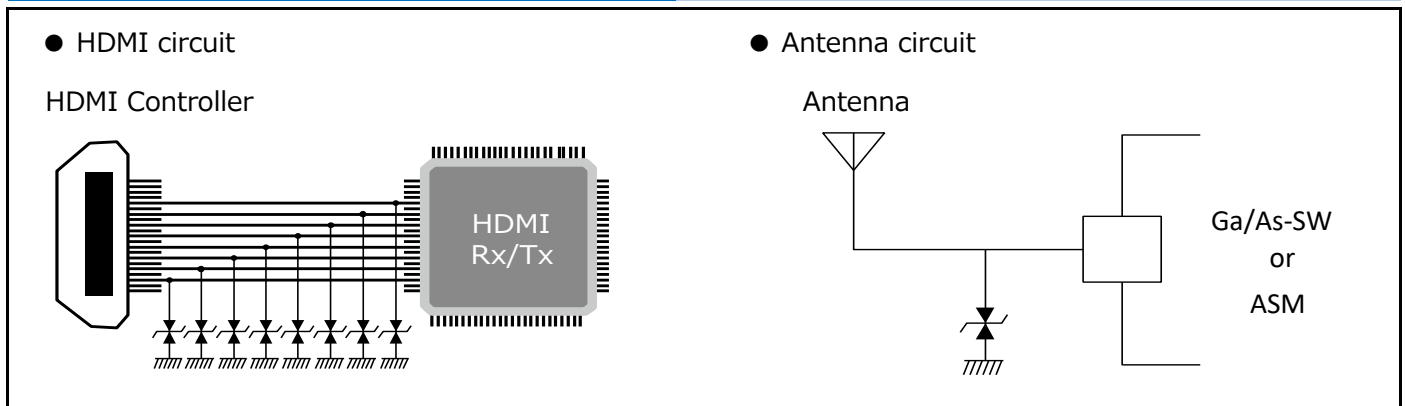 ● HDMI circuit
HDMI Controller
HDMI
Rx/Tx
● Antenna circuit
Antenna
Ga/As-SW
or
ASM